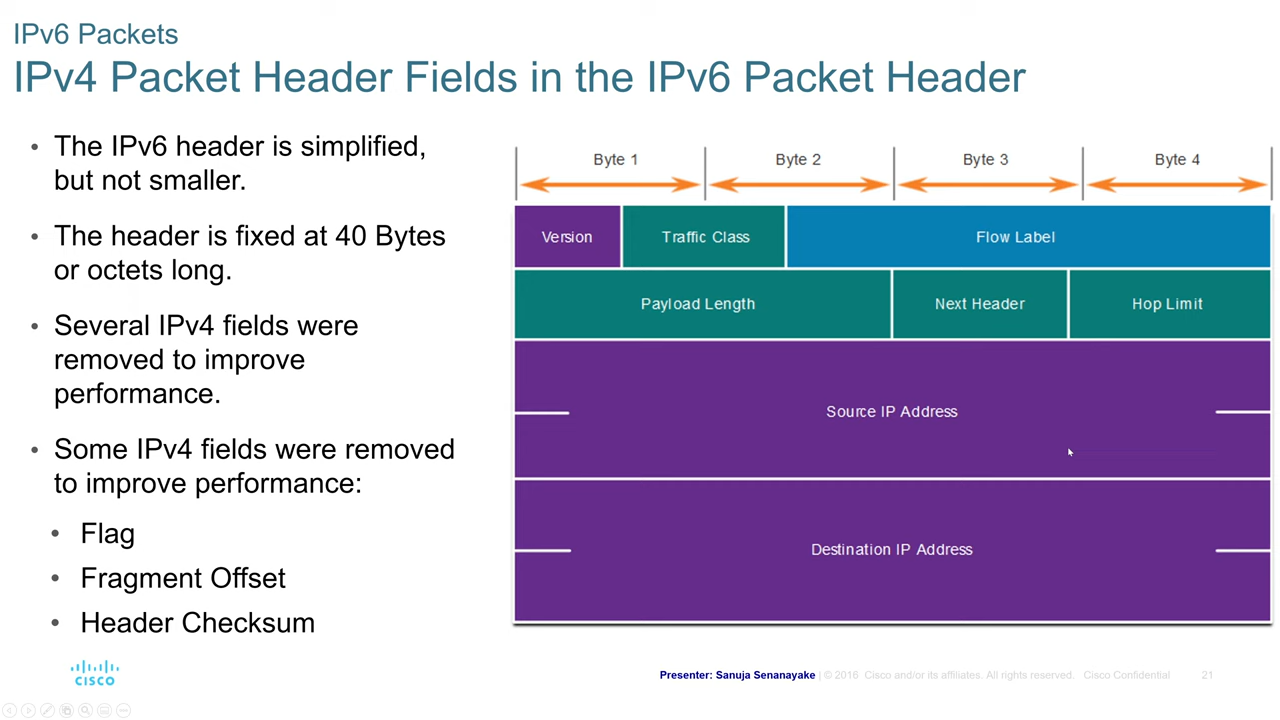 IPv6 Packets
IPv4 Packet Header Fields in the IPv6 Packet Header
• The IPv6 header is simplified,
but not smaller.
• The header is fixed at 40 Bytes
or octets long.
• Several IPv4 fields were
removed to improve
performance.
• Some IPv4 fields were removed
to improve performance:
• Flag
• Fragment Offset
• Header Checksum
Byte 1 Byte 2 Byte 3 Byte 4
Version Traffic Class Flow Label
Payload Length Next Header Hop Limit
Source IP Address
Destination IP Address
CISCO
Presenter: Sanuja Senanayake | © 2016 Cisco and/or its affiliates. All rights reserved. Cisco Confidential 21